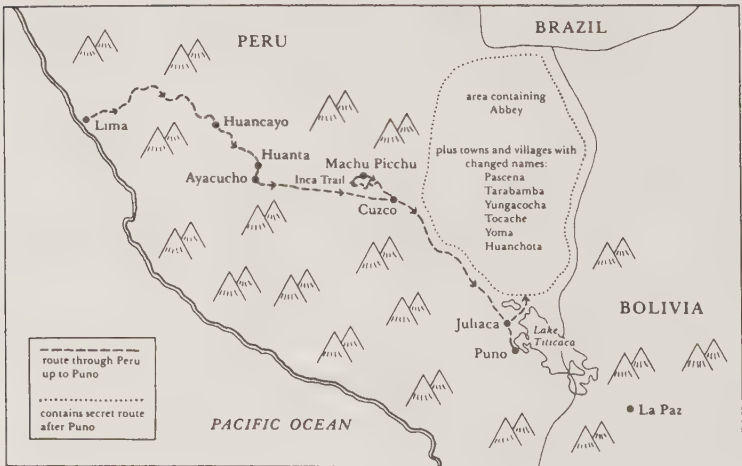 PERU
BRAZIL
area containing
Abbey
Lima
Huancayo
plus towns and villages with
changed names:
Huanta
Machu Picchu
Pascena
Ayacucho
Inca Trail
Tarabamba
Yungacocha
Cuzco
Tocache
Yoma
Huanchota
BOLIVIA
Juliaca
Lake
Titicaca
Puno
route through Peru
up to Puno
contains secret route
after Puno
PACIFIC OCEAN
La Paz